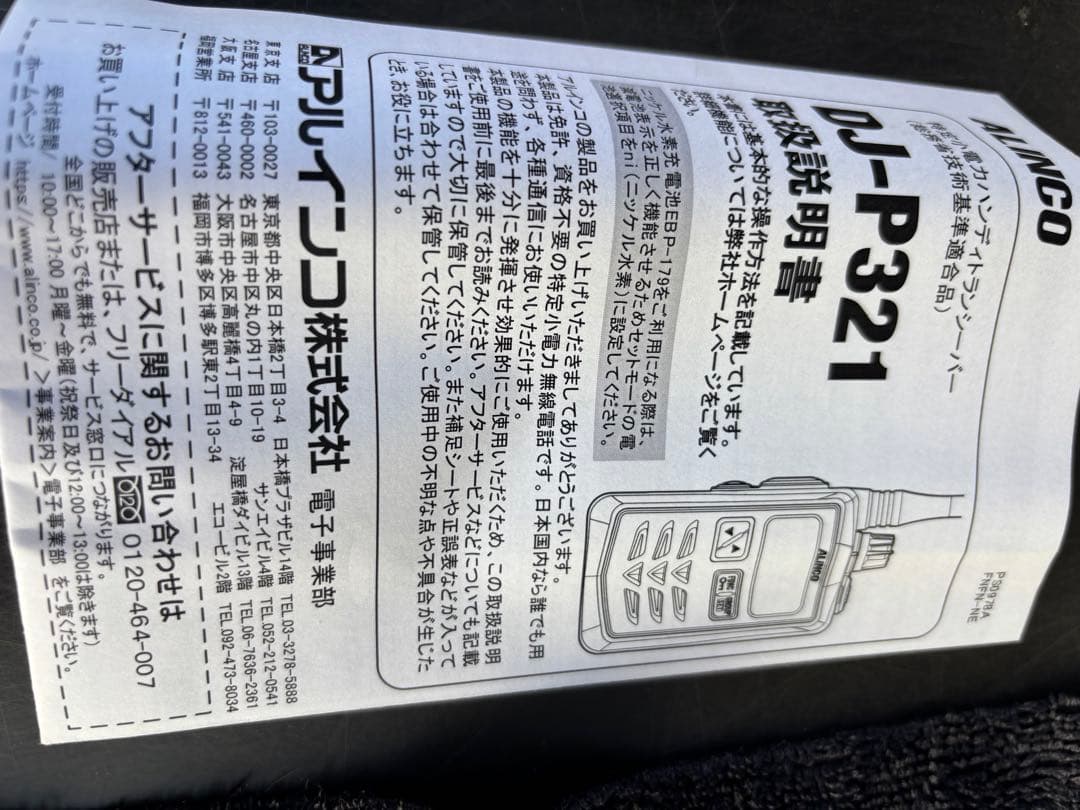 ALINCO
特定小電力ハンディトランシーバー
(総務省技術基準適合品)
DJ-P321
取扱説明書
本書には基本的な操作方法を記載しています。
拡張機能については弊社ホームページをご覧く
ださい。
ニッケル水素充電池EBP-179をご利用になる際は、
減電池表示を正しく機能させるためセットモードの電
池選択項目をni(ニッケル水素)に設定してください。
PS0978A
FNFN-NE
ALINCO
アルインコの製品をお買い上げいただきましてありがとうございます。
本製品は免許、資格不要の特定小電力無線電話です。日本国内なら誰でも用
途を問わず、各種通信にお使いいただけます。
本製品の機能を十分に発揮させ効果的にご使用いただくため、この取扱説明
書をご使用前に最後までお読みください。アフターサービスなどについても記載
していますので大切に保管してください。また補足シートや正誤表などが入って
いる場合は合わせて保管してください。ご使用中の不明な点や不具合が生じた
とき、お役に立ちます。
ALINCO アルインコ株式会社 電子事業部
東京支店 〒103-0027 東京都中央区日本橋2丁目3-4 日本橋プラザビル4階 TEL.03-3278-5888
名古屋支店 〒460-0002 名古屋市中区丸の内1丁目10-19 サンエイビル4階 TEL.052-212-0541
大阪支店 〒541-0043 大阪市中央区高麗橋4丁目4-9 淀屋橋ダイビル13階 TEL.06-7636-2361
福岡営業所 〒812-0013 福岡市博多区博多駅東2丁目13-34 エコービル2階 TEL.092-473-8034
アフターサービスに関するお問い合わせは
お買い上げの販売店または、フリーダイアル 0120-464-007
全国どこからでも無料で、サービス窓口につながります。
受付時間/ 10:00~17:00 月曜~金曜(祝祭日及び12:00~13:00は除きます)
ホームページ https://www.alinco.co.jp/ >事業案内>電子事業部 をご覧ください。